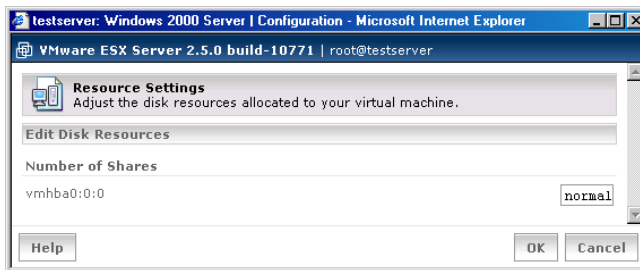 testserver: Windows 2000 Server | Configuration - Microsoft Internet Explorer
VMware ESX Server 2.5.0 build-10771 | root@testserver
Resource Settings
Adjust the disk resources allocated to your virtual machine.
Edit Disk Resources
Number of Shares
vmhba0:0:0 normal
Help OK Cancel